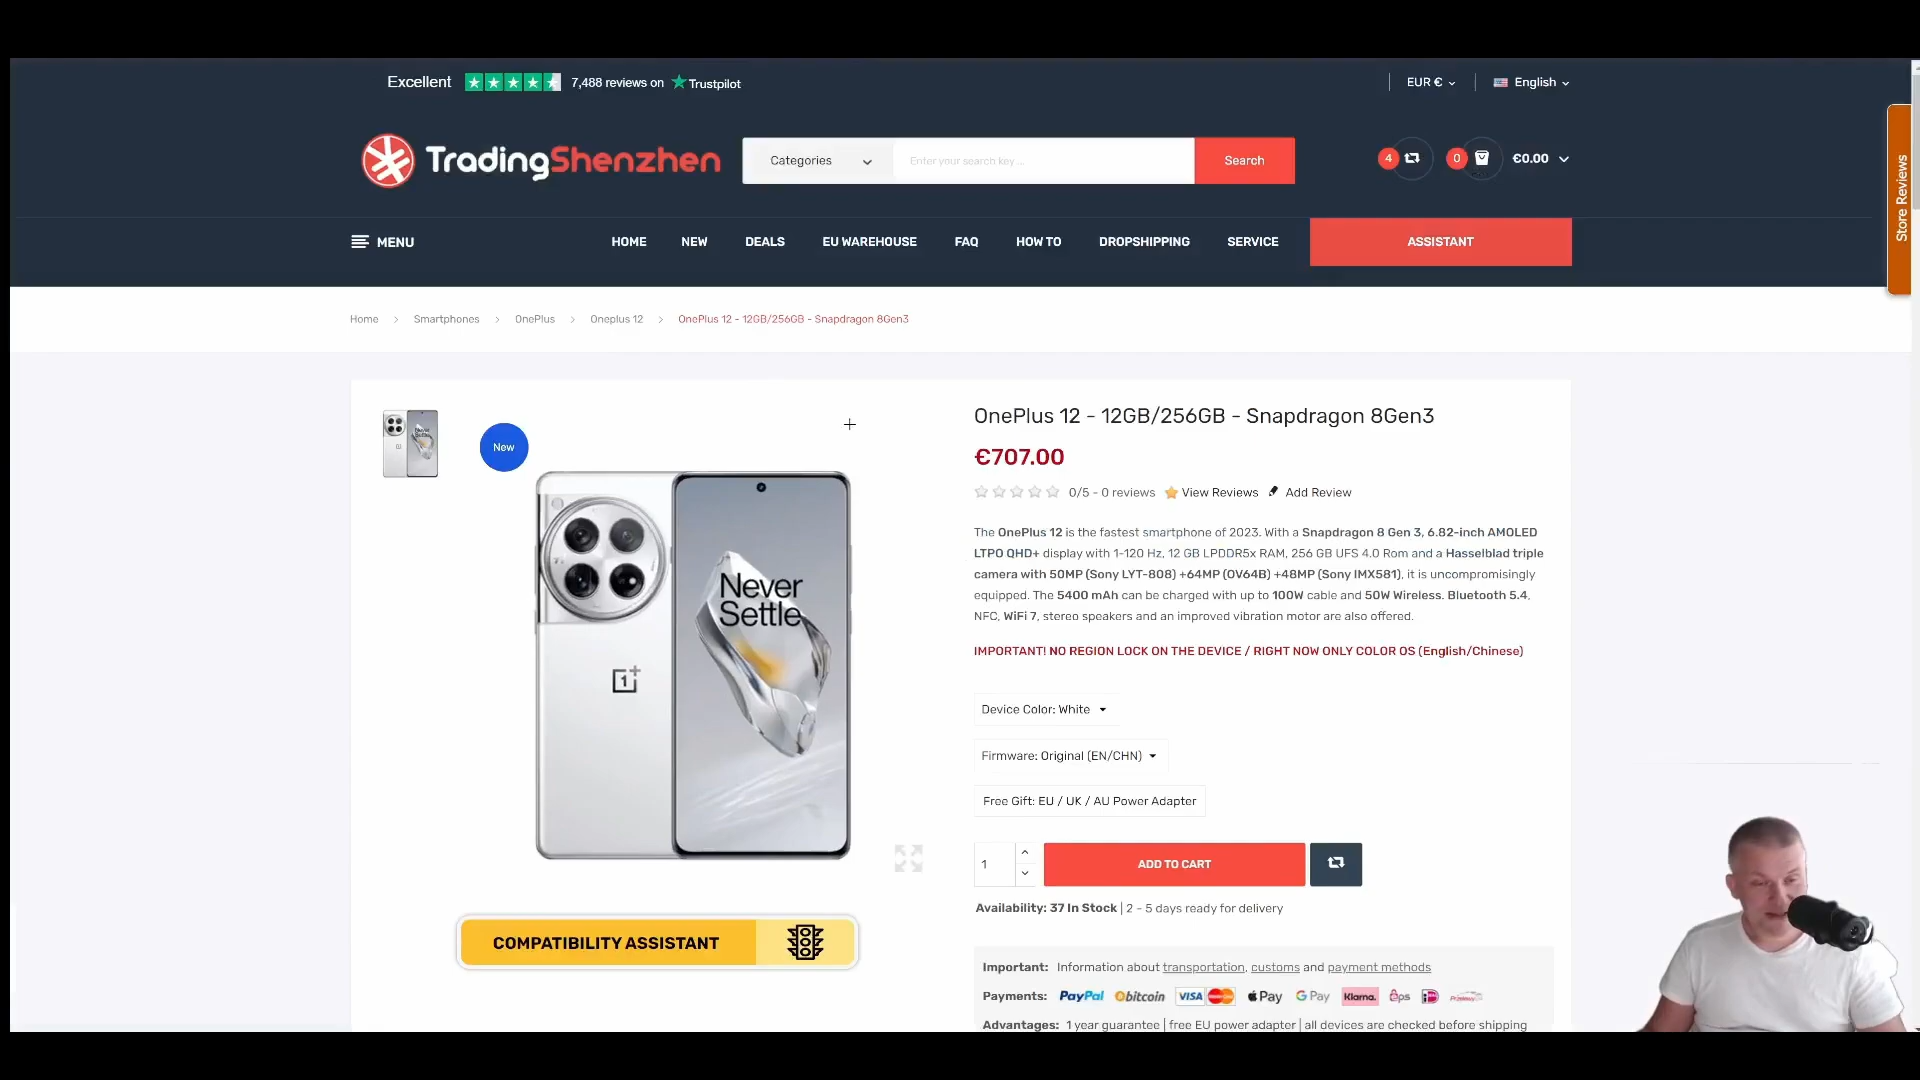 Excellent 7,488 reviews on Trustpilot
EUR € English
TradingShenzhen Categories Enter your search key ... Search 4 0 €0.00
Store Reviews
MENU HOME NEW DEALS EU WAREHOUSE FAQ HOW TO DROPSHIPPING SERVICE ASSISTANT
Home > Smartphones > OnePlus > Oneplus 12 > OnePlus 12 - 12GB/256GB - Snapdragon 8Gen3
New
Never
Settle
1+
COMPATIBILITY ASSISTANT
OnePlus 12 - 12GB/256GB - Snapdragon 8Gen3
€707.00
0/5 - 0 reviews View Reviews Add Review
The OnePlus 12 is the fastest smartphone of 2023. With a Snapdragon 8 Gen 3, 6.82-inch AMOLED
LTPO QHD+ display with 1-120 Hz, 12 GB LPDDR5x RAM, 256 GB UFS 4.0 Rom and a Hasselblad triple
camera with 50MP (Sony LYT-808) +64MP (OV64B) +48MP (Sony IMX581), it is uncompromisingly
equipped. The 5400 mAh can be charged with up to 100W cable and 50W Wireless. Bluetooth 5.4,
NFC, WiFi 7, stereo speakers and an improved vibration motor are also offered.
IMPORTANT! NO REGION LOCK ON THE DEVICE / RIGHT NOW ONLY COLOR OS (English/Chinese)
Device Color: White
Firmware: Original (EN/CHN)
Free Gift: EU / UK / AU Power Adapter
1 ADD TO CART
Availability: 37 In Stock | 2 - 5 days ready for delivery
Important: Information about transportation, customs and payment methods
Payments: PayPal bitcoin VISA Pay G Pay Klarna. eps
Advantages: 1 year guarantee | free EU power adapter | all devices are checked before shipping